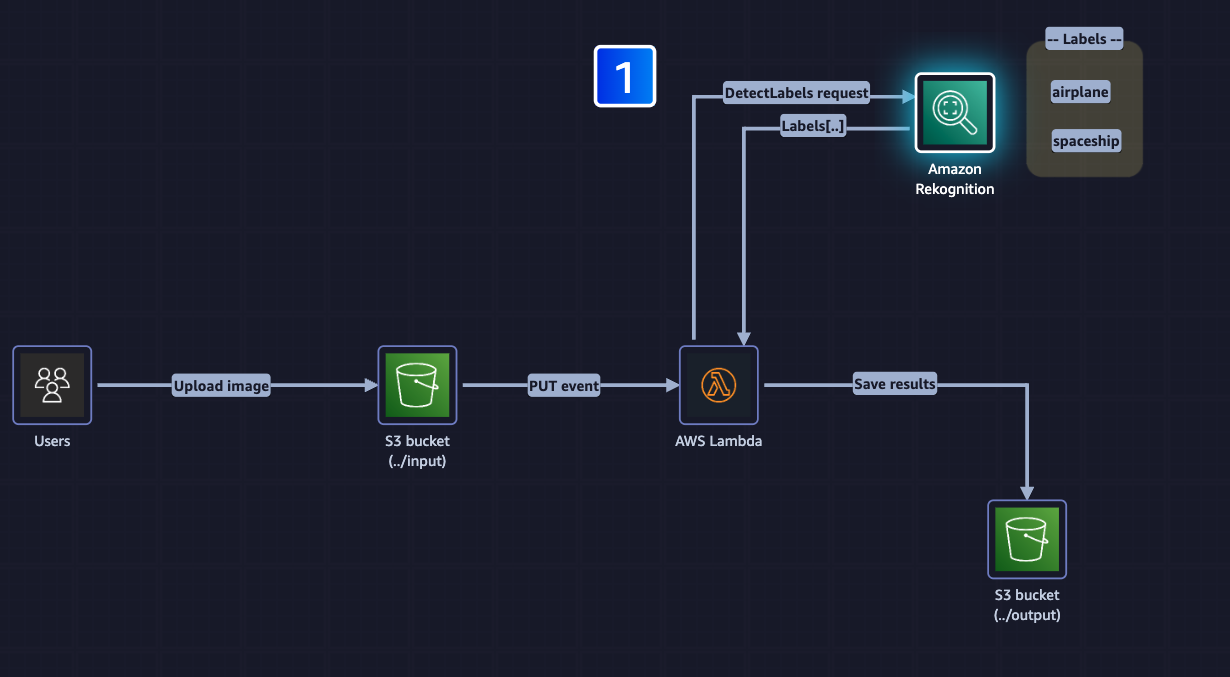 1
-- Labels --
DetectLabels request
airplane
Labels[..]
spaceship
Amazon
Rekognition
Upload image
PUT event
Save results
Users
S3 bucket
(../input)
AWS Lambda
S3 bucket
(../output)